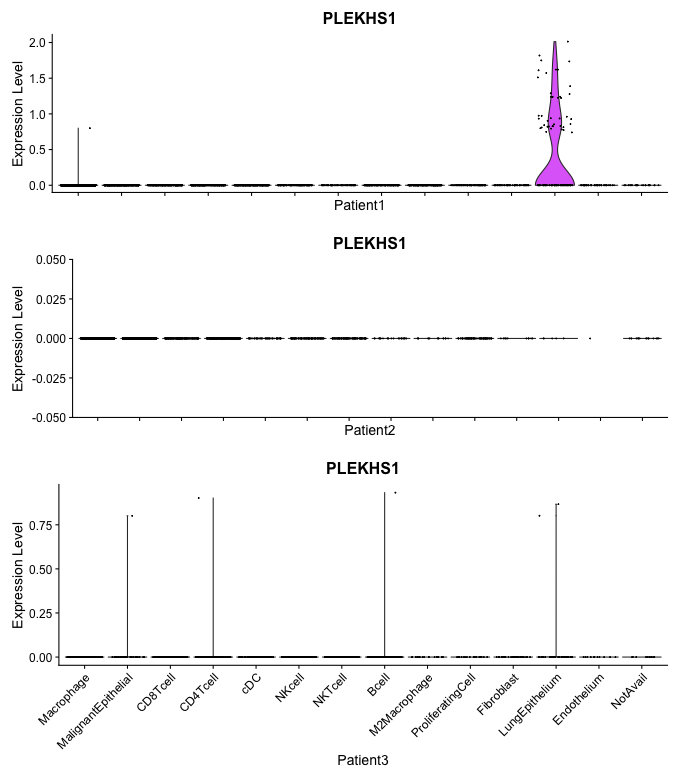 PLEKHS1
Expression Level
2.0
1.5
1.0
0.5
0.0
Patient1
PLEKHS1
Expression Level
0.050
0.025
0.000
-0.025
-0.050
Patient2
PLEKHS1
Expression Level
0.75
0.50
0.25
0.00
Macrophage
MalignantEpithelial
CD8Tcell
CD4Tcell
cDC
NKcell
NKTcell
Bcell
M2Macrophage
ProliferatingCell
Fibroblast
LungEpithelium
Endothelium
NotAvail
Patient3